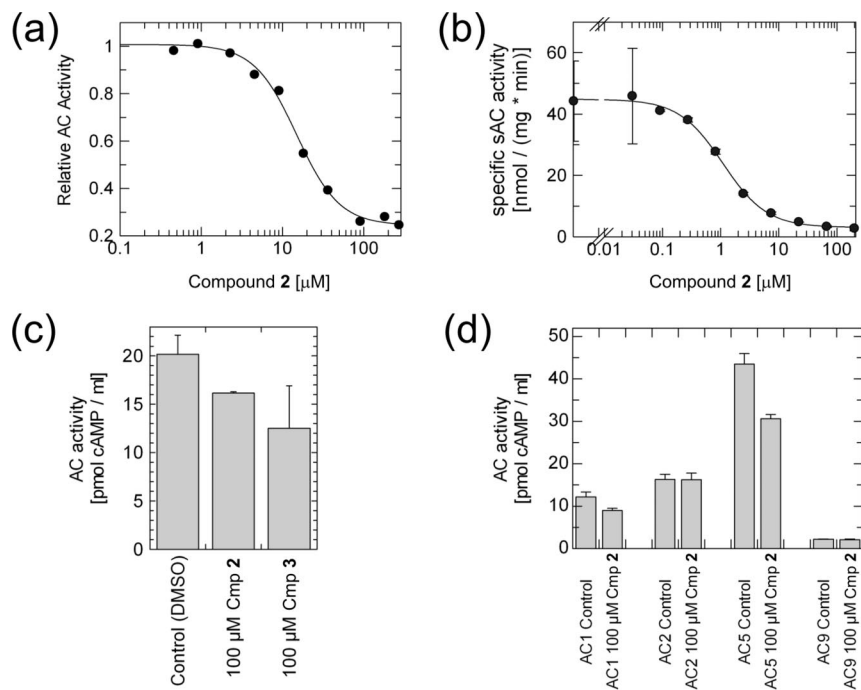 (a)
1
0.8
0.6
0.4
0.2
0.1
1
10
100
Relative AC Activity
Compound 2 [µM]
(b)
60
40
20
0
0
0.01
0.1
1
10
100
specific sAC activity
[nmol / (mg * min)]
Compound 2 [µM]
(c)
20
15
10
5
0
AC activity
[pmol cAMP / ml]
Control (DMSO)
100 µM Cmp 2
100 µM Cmp 3
(d)
50
40
30
20
10
0
AC activity
[pmol cAMP / ml]
AC1 Control
AC1 100 µM Cmp 2
AC2 Control
AC2 100 µM Cmp 2
AC5 Control
AC5 100 µM Cmp 2
AC9 Control
AC9 100 µM Cmp 2